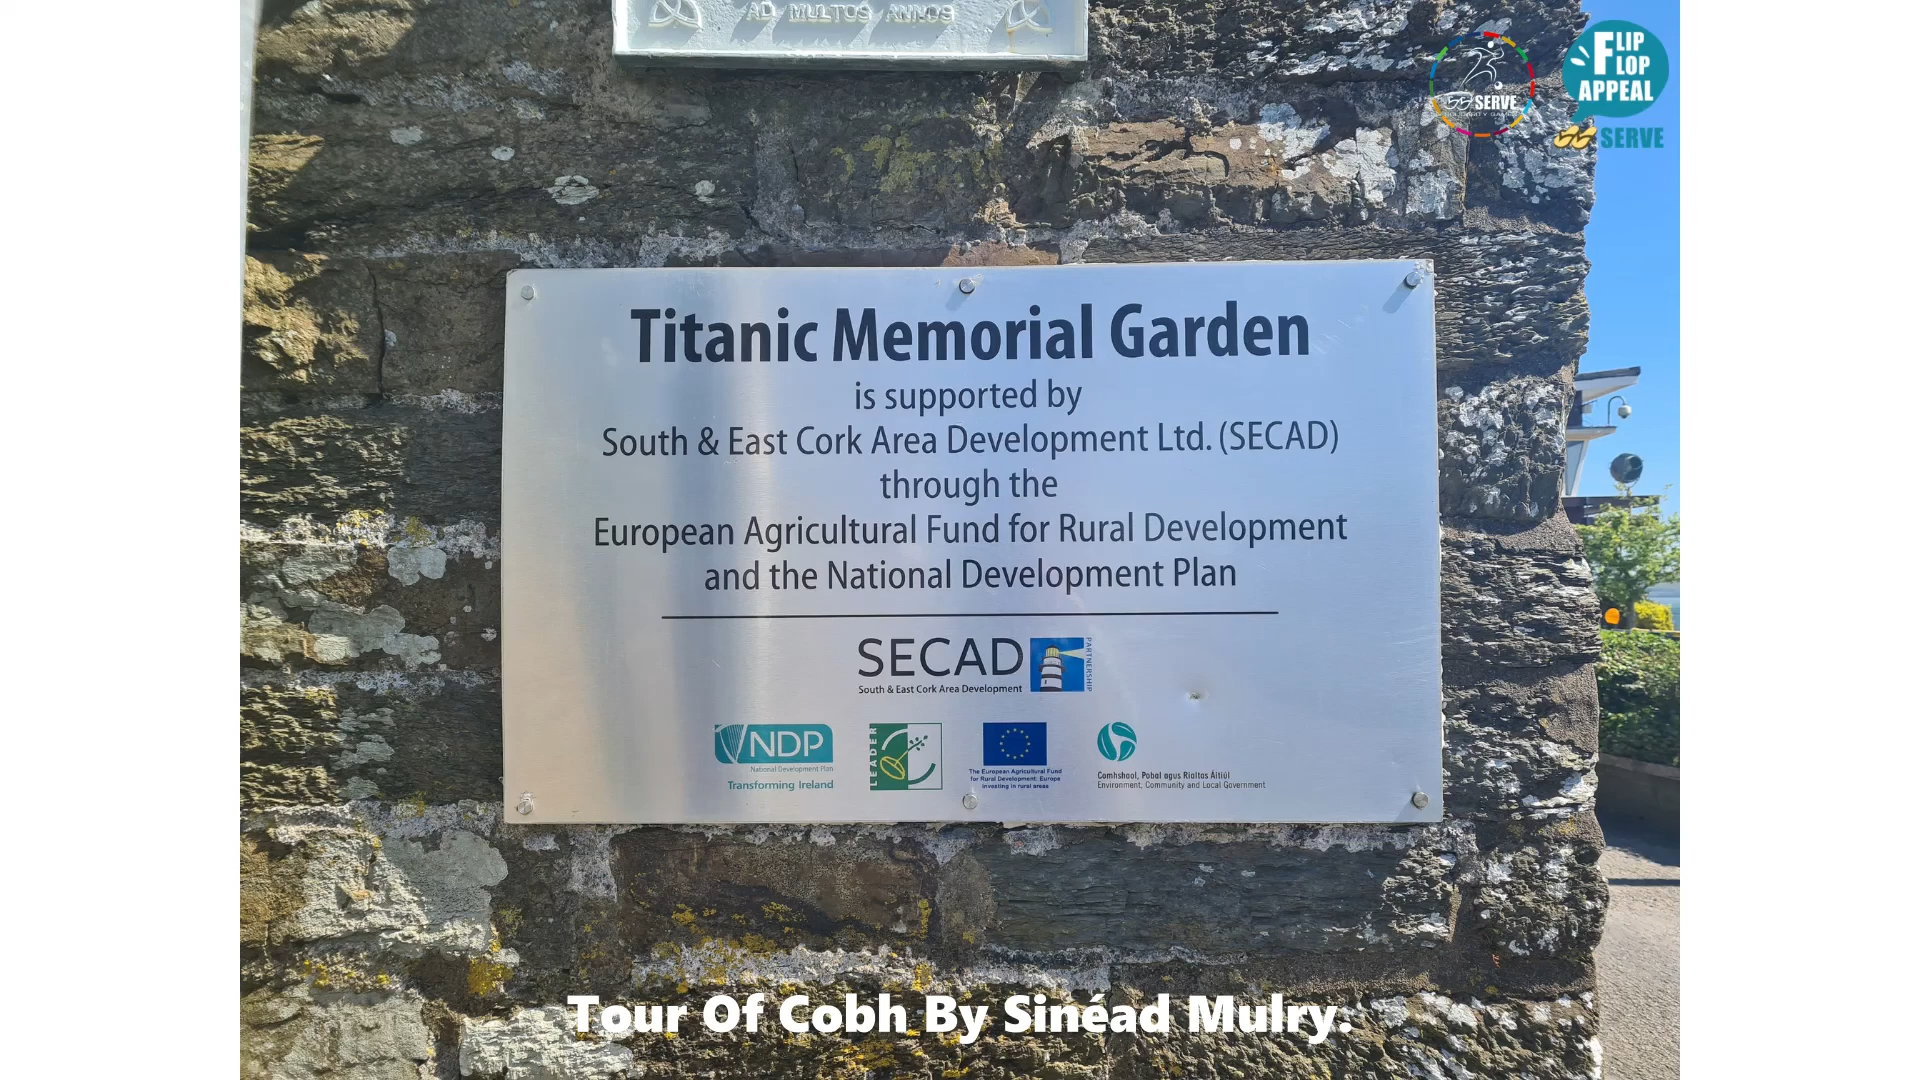 AD MULTOS ANNOS
FLIP
FLOP
APPEAL
SERVE
SERVE
SOLIDARITY GAMES
Titanic Memorial Garden
is supported by
South & East Cork Area Development Ltd. (SECAD)
through the
European Agricultural Fund for Rural Development
and the National Development Plan
SECAD
PARTNERSHIP
South & East Cork Area Development
NDP
National Development Plan
Transforming Ireland
LEADER
The European Agricultural Fund
for Rural Development: Europe
investing in rural areas
Comhshaol, Pobal agus Rialtas Áitiúl
Environment, Community and Local Government
Tour Of Cobh By Sinéad Mulry.